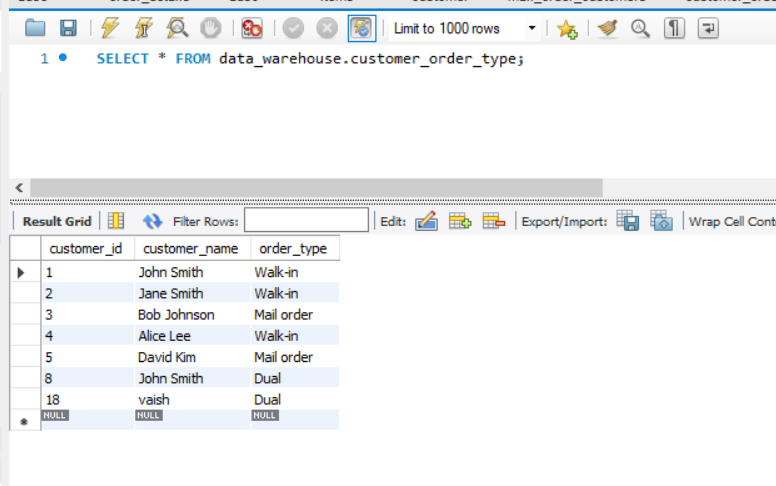 Limit to 1000 rows
1 SELECT * FROM data_warehouse.customer_order_type;
Result Grid Filter Rows: Edit: Export/Import: Wrap Cell Cont
customer_id customer_name order_type
1 John Smith Walk-in
2 Jane Smith Walk-in
3 Bob Johnson Mail order
4 Alice Lee Walk-in
5 David Kim Mail order
8 John Smith Dual
18 vaish Dual
NULL NULL NULL